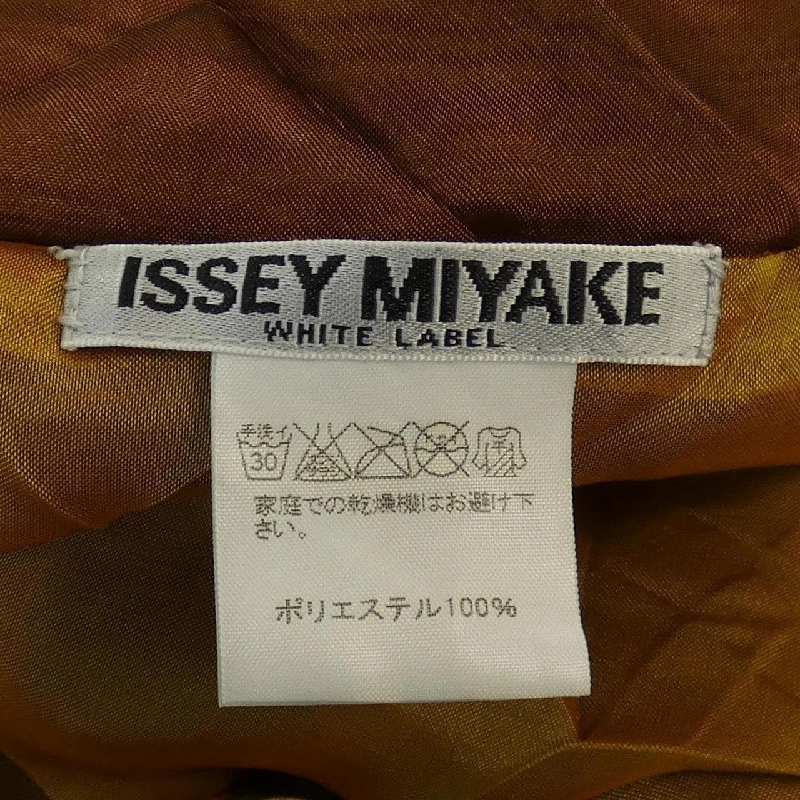 ISSEY MIYAKE
WHITE LABEL
手洗イ
30
家庭での乾燥機はお避け下
さい。
ポリエステル100%